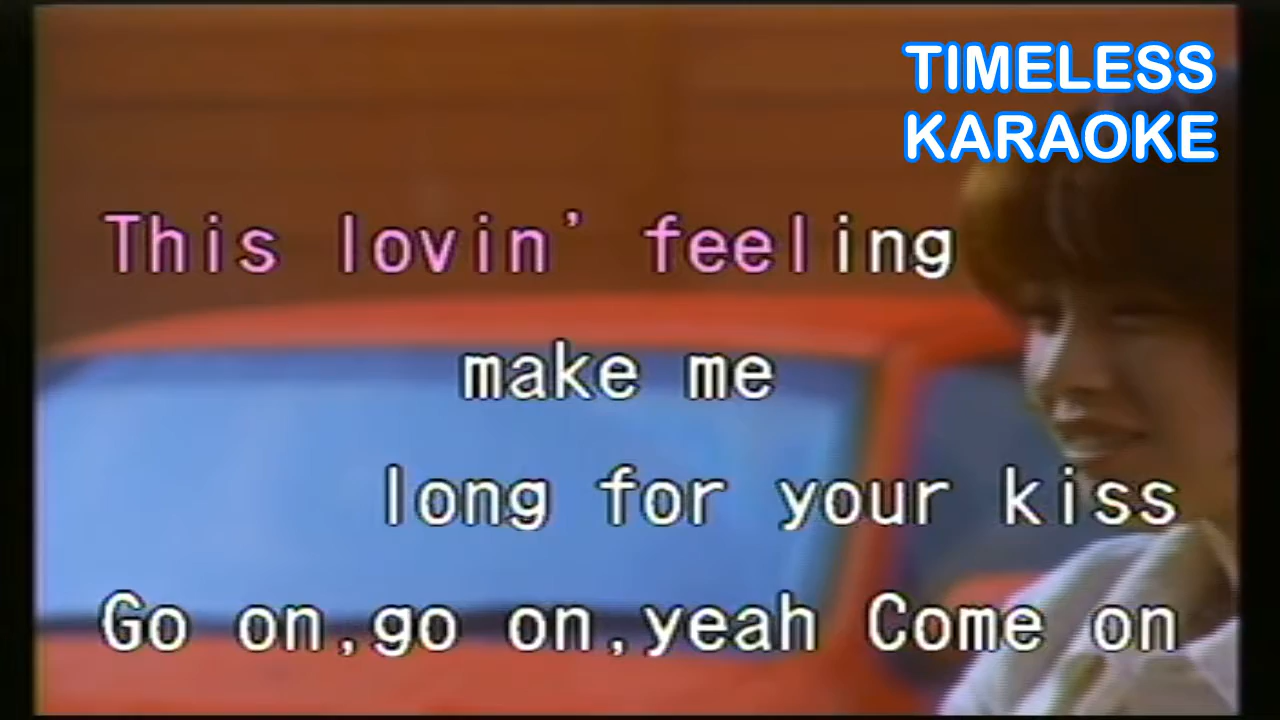 TIMELESS
KARAOKE
This lovin' feeling
make me
long for your kiss
Go on,go on,yeah Come on